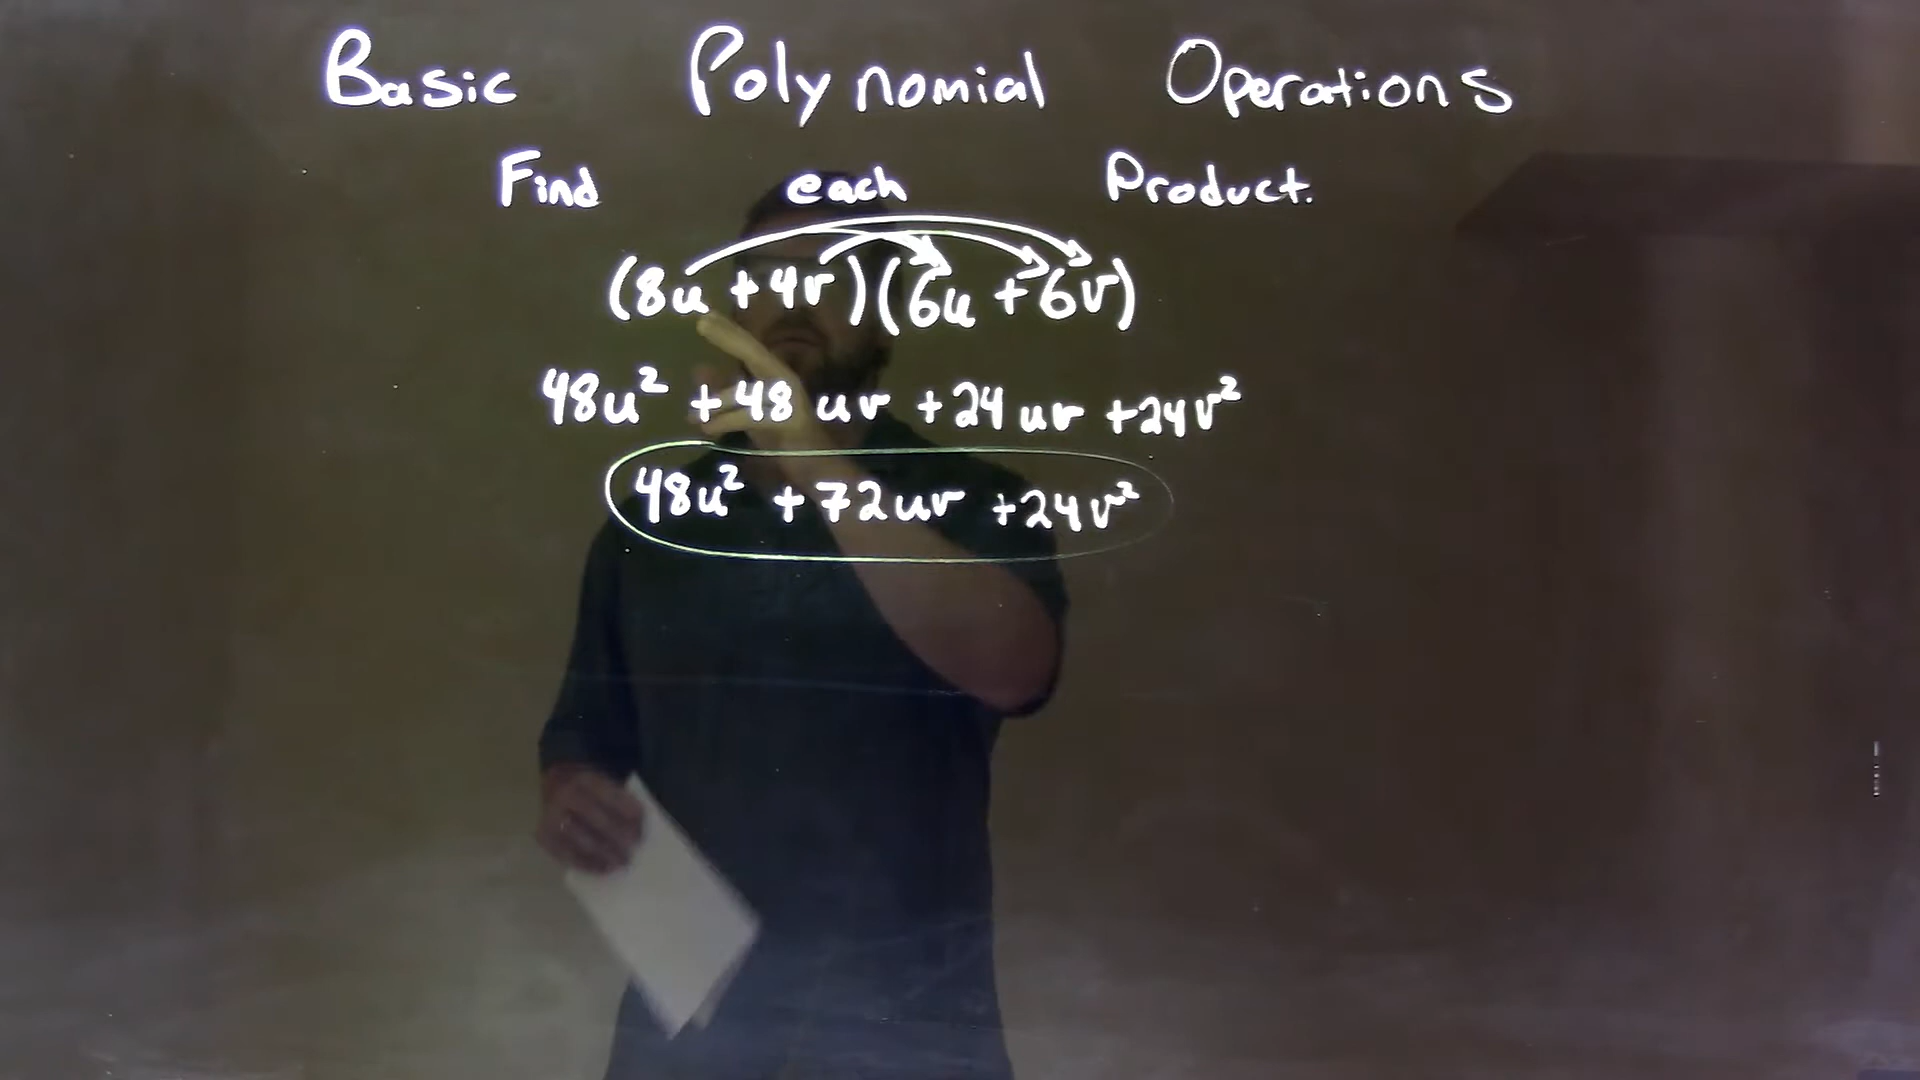 Basic Polynomial Operations
Find each Product.
(8u + 4v)(6u + 6v)
48u² + 48uv + 24uv + 24v²
48u² + 72uv + 24v²